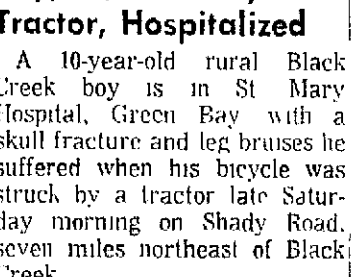 Tractor, Hospitalized
A 10-year-old rural Black
Creek boy is in St Mary
Hospital, Green Bay with a
skull fracture and leg bruises he
suffered when his bicycle was
struck by a tractor late Satur-
day morning on Shady Road,
seven miles northeast of Black
Creek